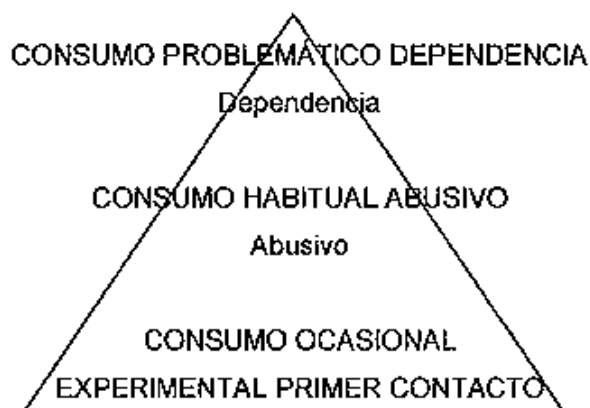 CONSUMO PROBLEMÁTICO DEPENDENCIA
Dependencia
CONSUMO HABITUAL ABUSIVO
Abusivo
CONSUMO OCASIONAL
EXPERIMENTAL PRIMER CONTACTO